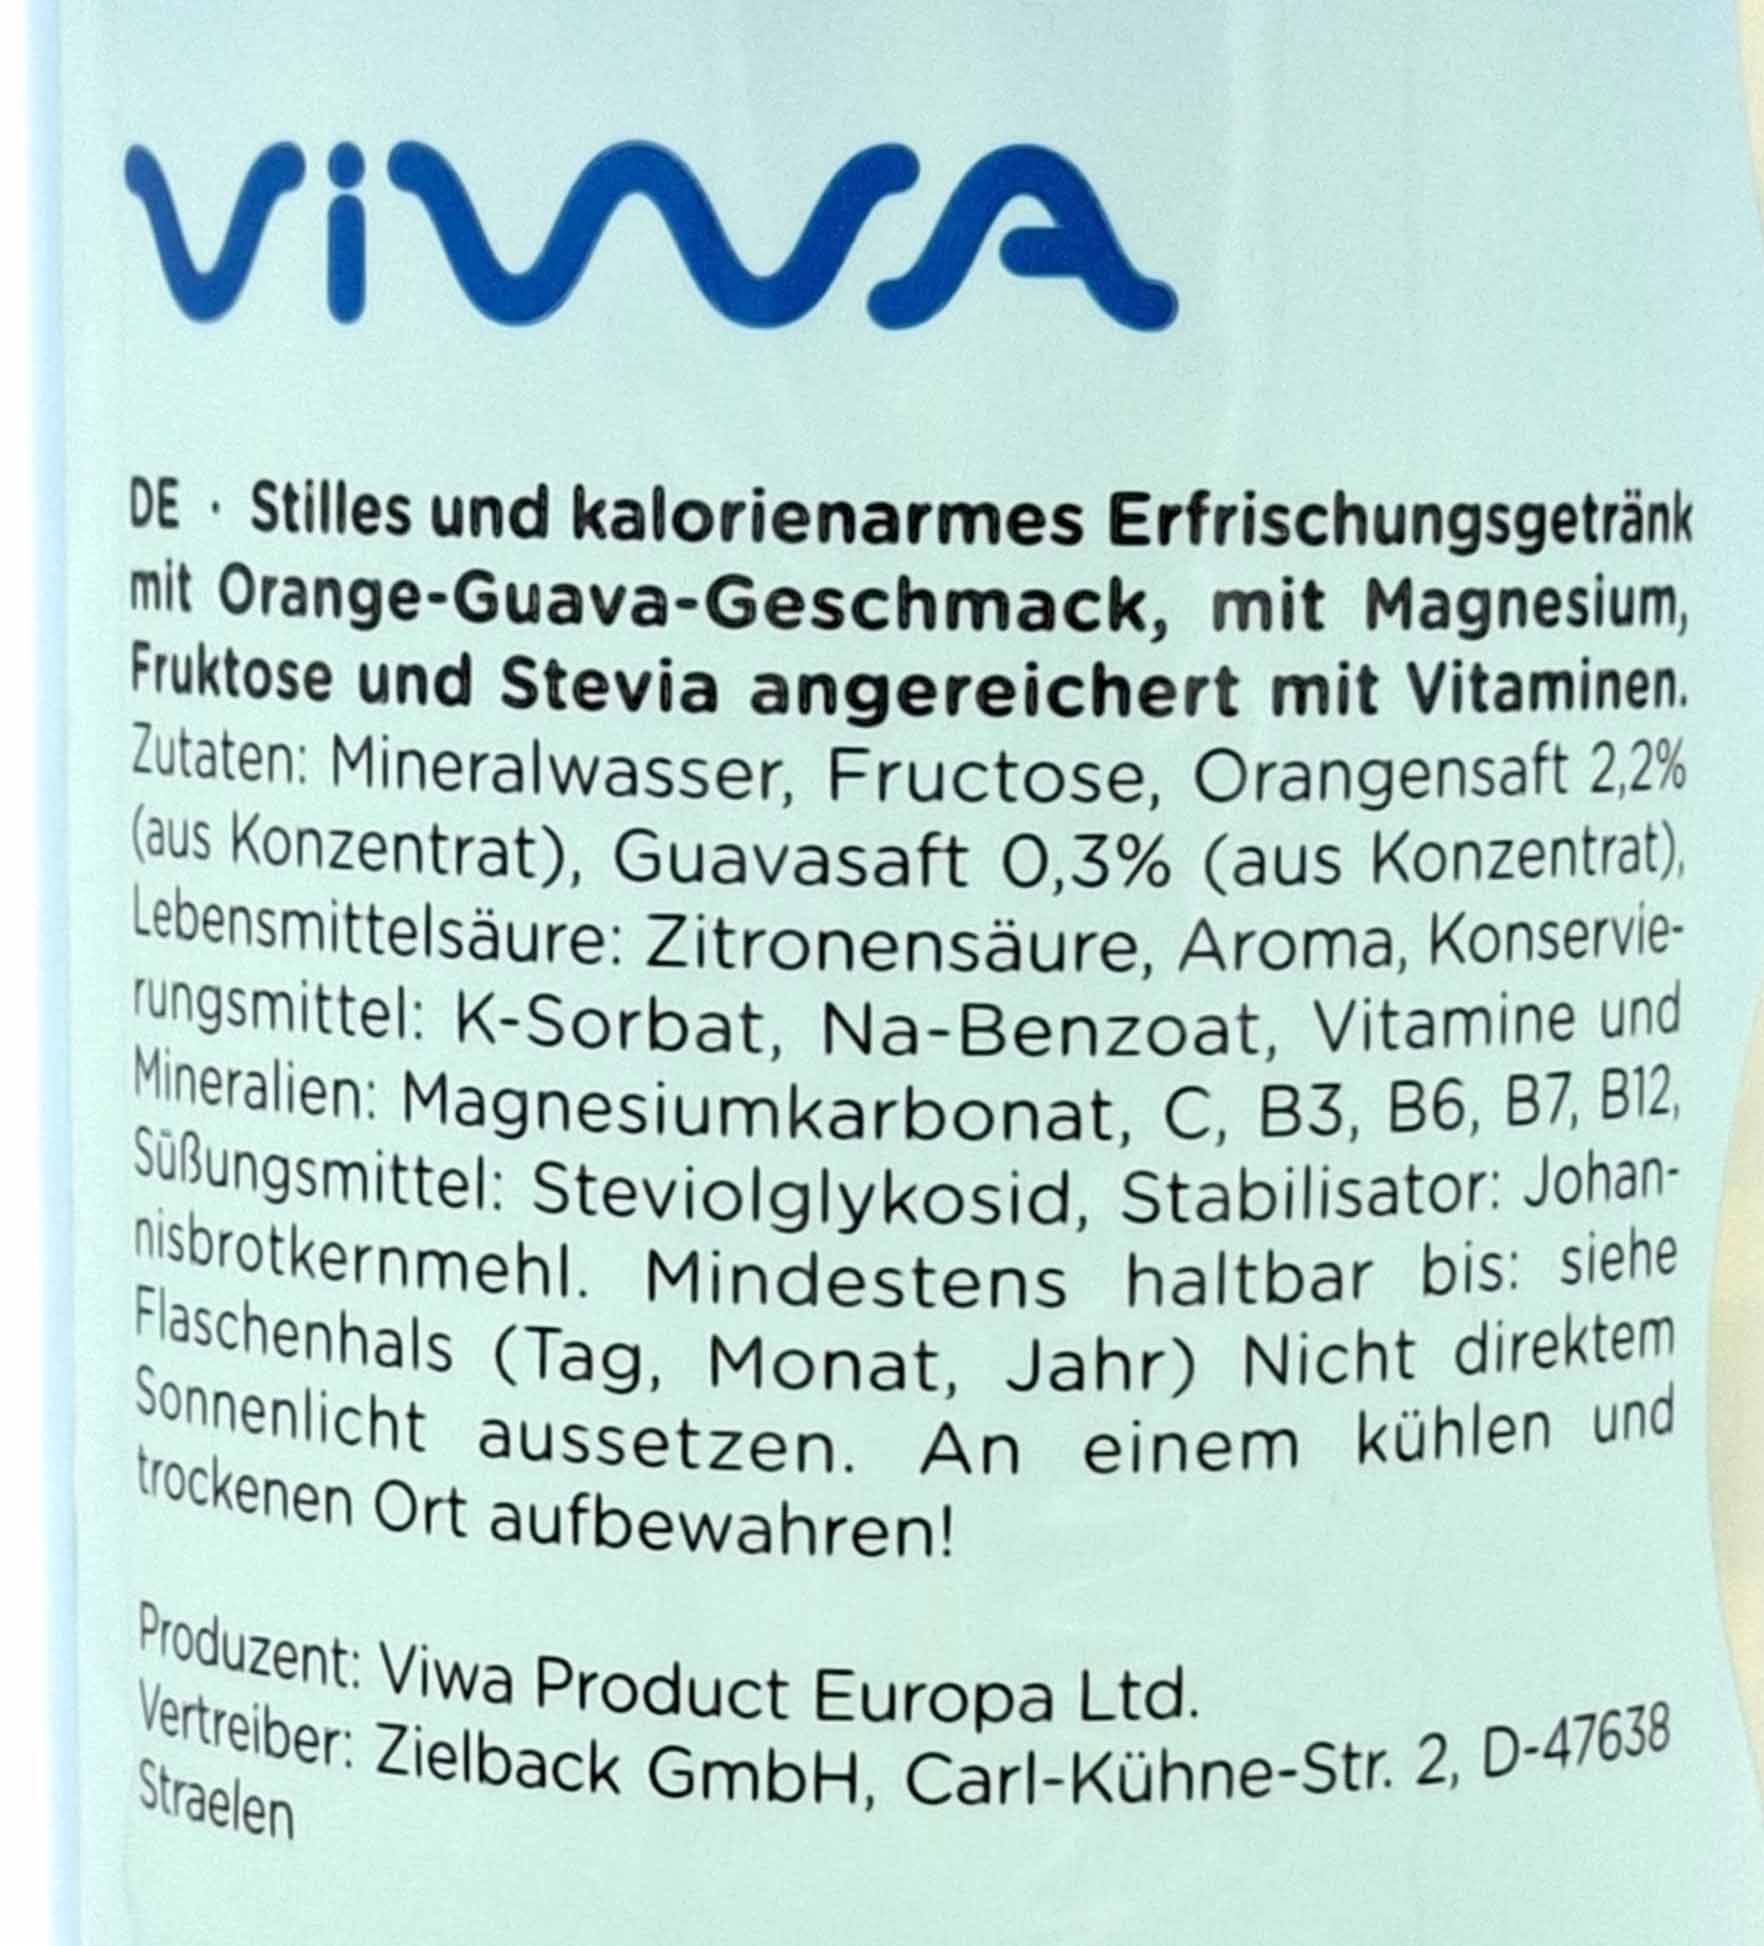 ViWA
DE · Stilles und kalorienarmes Erfrischungsgetränk
mit Orange-Guava-Geschmack, mit Magnesium,
Fruktose und Stevia angereichert mit Vitaminen.
Zutaten: Mineralwasser, Fructose, Orangensaft 2,2%
(aus Konzentrat), Guavasaft 0,3% (aus Konzentrat),
Lebensmittelsäure: Zitronensäure, Aroma, Konservie-
rungsmittel: K-Sorbat, Na-Benzoat, Vitamine und
Mineralien: Magnesiumkarbonat, C, B3, B6, B7, B12,
Süßungsmittel: Steviolglykosid, Stabilisator: Johan-
nisbrotkernmehl. Mindestens haltbar bis: siehe
Flaschenhals (Tag, Monat, Jahr) Nicht direktem
Sonnenlicht aussetzen. An einem kühlen und
trockenen Ort aufbewahren!
Produzent: Viwa Product Europa Ltd.
Vertreiber: Zielback GmbH, Carl-Kühne-Str. 2, D-47638
Straelen